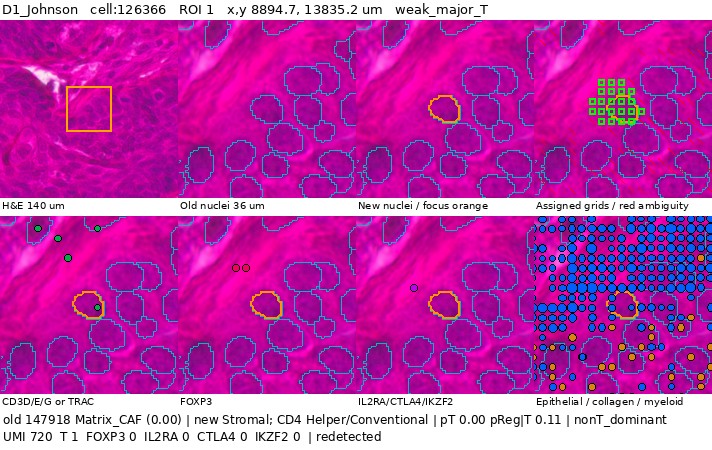 D1_Johnson cell:126366 ROI 1 x,y 8894.7, 13835.2 um weak_major_T
H&E 140 um
Old nuclei 36 um
New nuclei / focus orange
Assigned grids / red ambiguity
CD3D/E/G or TRAC
FOXP3
IL2RA/CTLA4/IKZF2
Epithelial / collagen / myeloid
old 147918 Matrix_CAF (0.00) | new Stromal; CD4 Helper/Conventional | pT 0.00 pReg|T 0.11 | nonT_dominant
UMI 720 T 1 FOXP3 0 IL2RA 0 CTLA4 0 IKZF2 0 | redetected